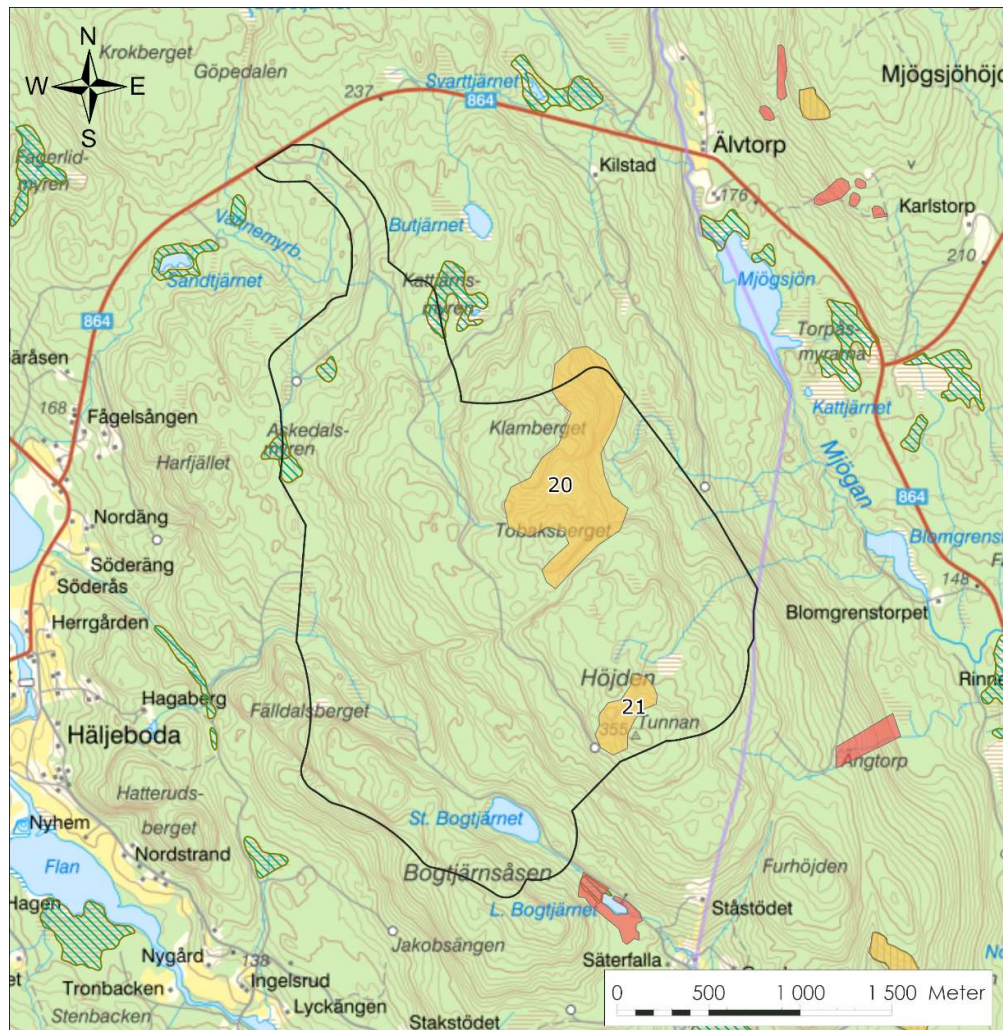 N
W E
S
Krokberget
Göpedalen
237
Svarttjärnet
864
Mjögsjöhöjd
Älvtorp
Kilstad
176
Karlstorp
210
Fagerlid-
myren
Vännemyrb.
Butjärnet
Sandtjärnet
Kattjärns-
myren
Mjögsjön
Torpås-
myrarna
864
Kattjärnet
äråsen
168
Fågelsången
Askedals-
myren
Harfjället
Klamberget
20
Tobaksberget
Mjögan
864
Blomgrenst
148
Blomgrenstorpet
Nordäng
Söderäng
Söderås
Herrgården
Hagaberg
Häljeboda
Fälldalsberget
Höjden
21
355
Tunnan
Rinne
Ängtorp
Hatteruds-
berget
Nyhem
Nordstrand
Flan
Hagen
St. Bogtjärnet
Bogtjärnsåsen
Furhöjden
L. Bogtjärnet
Ståstödet
Jakobsängen
Säterfalla
Nygård
138
Ingelsrud
Tronbacken
Lyckängen
Stenbacken
Stakstödet
0 500 1 000 1 500 Meter